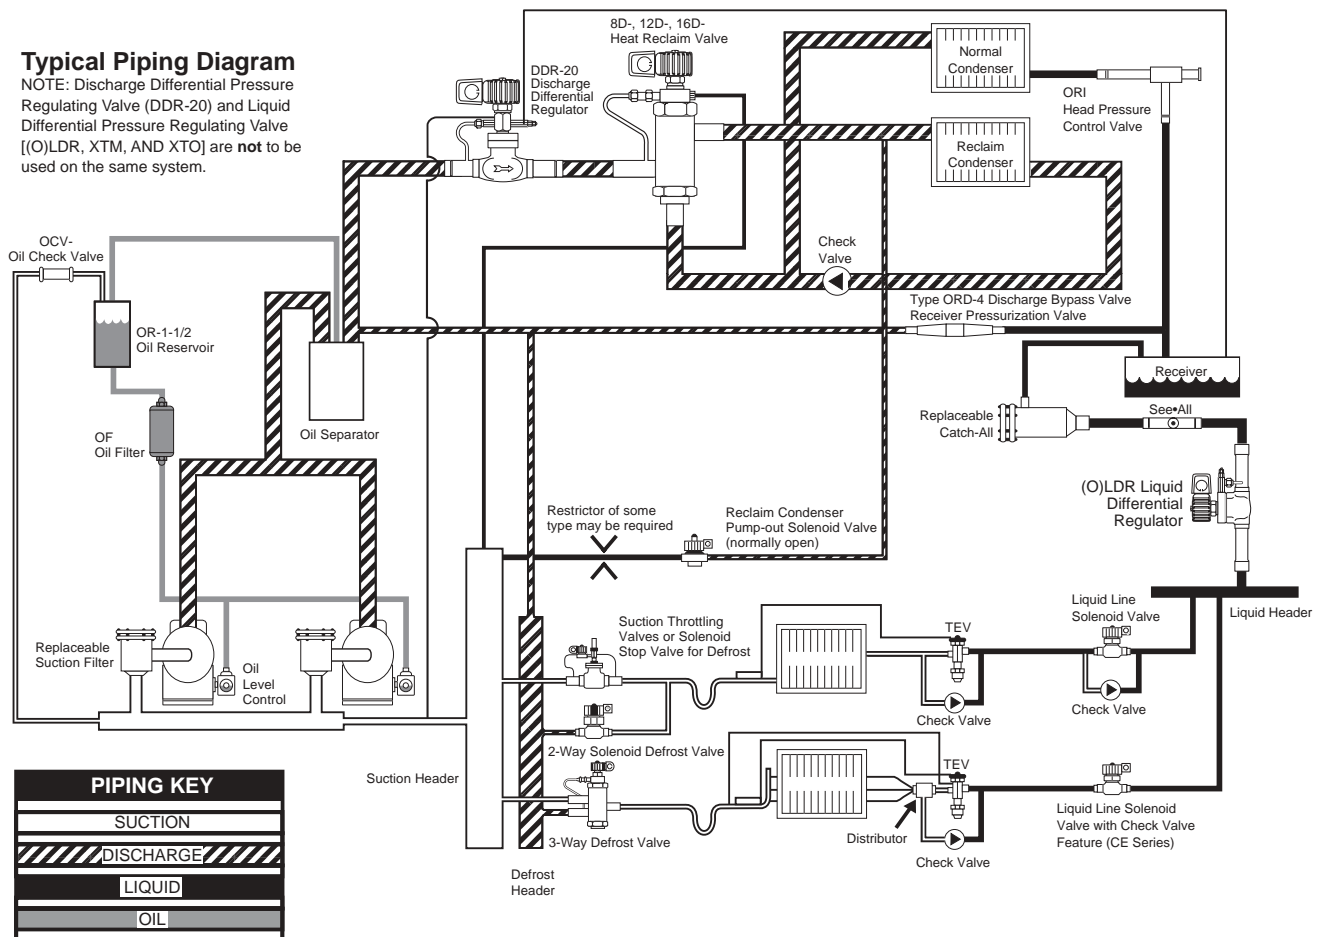 Typical Piping Diagram
NOTE: Discharge Differential Pressure
Regulating Valve (DDR-20) and Liquid
Differential Pressure Regulating Valve
[(O)LDR, XTM, AND XTO] are not to be
used on the same system.
8D-, 12D-, 16D-
Heat Reclaim Valve
DDR-20
Discharge
Differential
Regulator
Normal
Condenser
ORI
Head Pressure
Control Valve
Reclaim
Condenser
OCV-
Oil Check Valve
Check
Valve
Type ORD-4 Discharge Bypass Valve
Receiver Pressurization Valve
OR-1-1/2
Oil Reservoir
Receiver
OF
Oil Filter
Oil Separator
Replaceable
Catch-All
See•All
(O)LDR Liquid
Differential
Regulator
Restrictor of some
type may be required
Reclaim Condenser
Pump-out Solenoid Valve
(normally open)
Liquid Header
Replaceable
Suction Filter
Oil
Level
Control
Suction Throttling
Valves or Solenoid
Stop Valve for Defrost
TEV
Liquid Line
Solenoid Valve
Check Valve
Check Valve
2-Way Solenoid Defrost Valve
Suction Header
TEV
3-Way Defrost Valve
Distributor
Check Valve
Liquid Line Solenoid
Valve with Check Valve
Feature (CE Series)
Defrost
Header
PIPING KEY
SUCTION
DISCHARGE
LIQUID
OIL